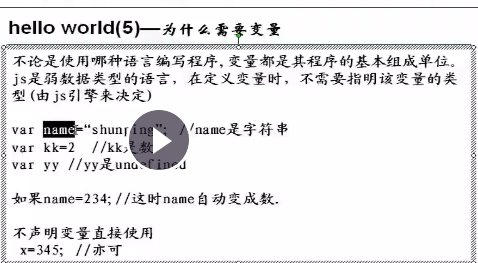 hello world(5)—为什么需要变量
不论是使用哪种语言编写程序,变量都是其程序的基本组成单位。
js是弱数据类型的语言，在定义变量时，不需要指明该变量的类
型(由js引擎来决定)
var name=“shunping”; //name是字符串
var kk=2 //kk是数
var yy //yy是undefined
如果name=234;//这时name自动变成数.
不声明变量直接使用
x=345; //亦可